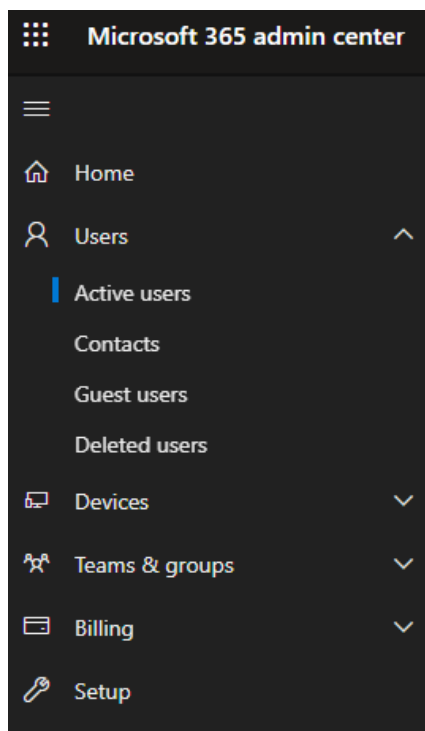 Microsoft 365 admin center
Home
Users
Active users
Contacts
Guest users
Deleted users
Devices
Teams & groups
Billing
Setup